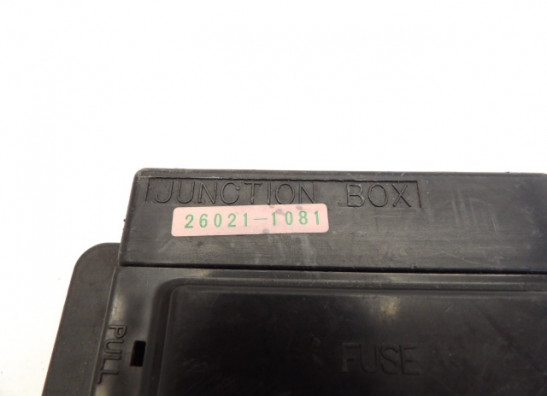 JUNCTION BOX
26021-1081
PULL
FUSE